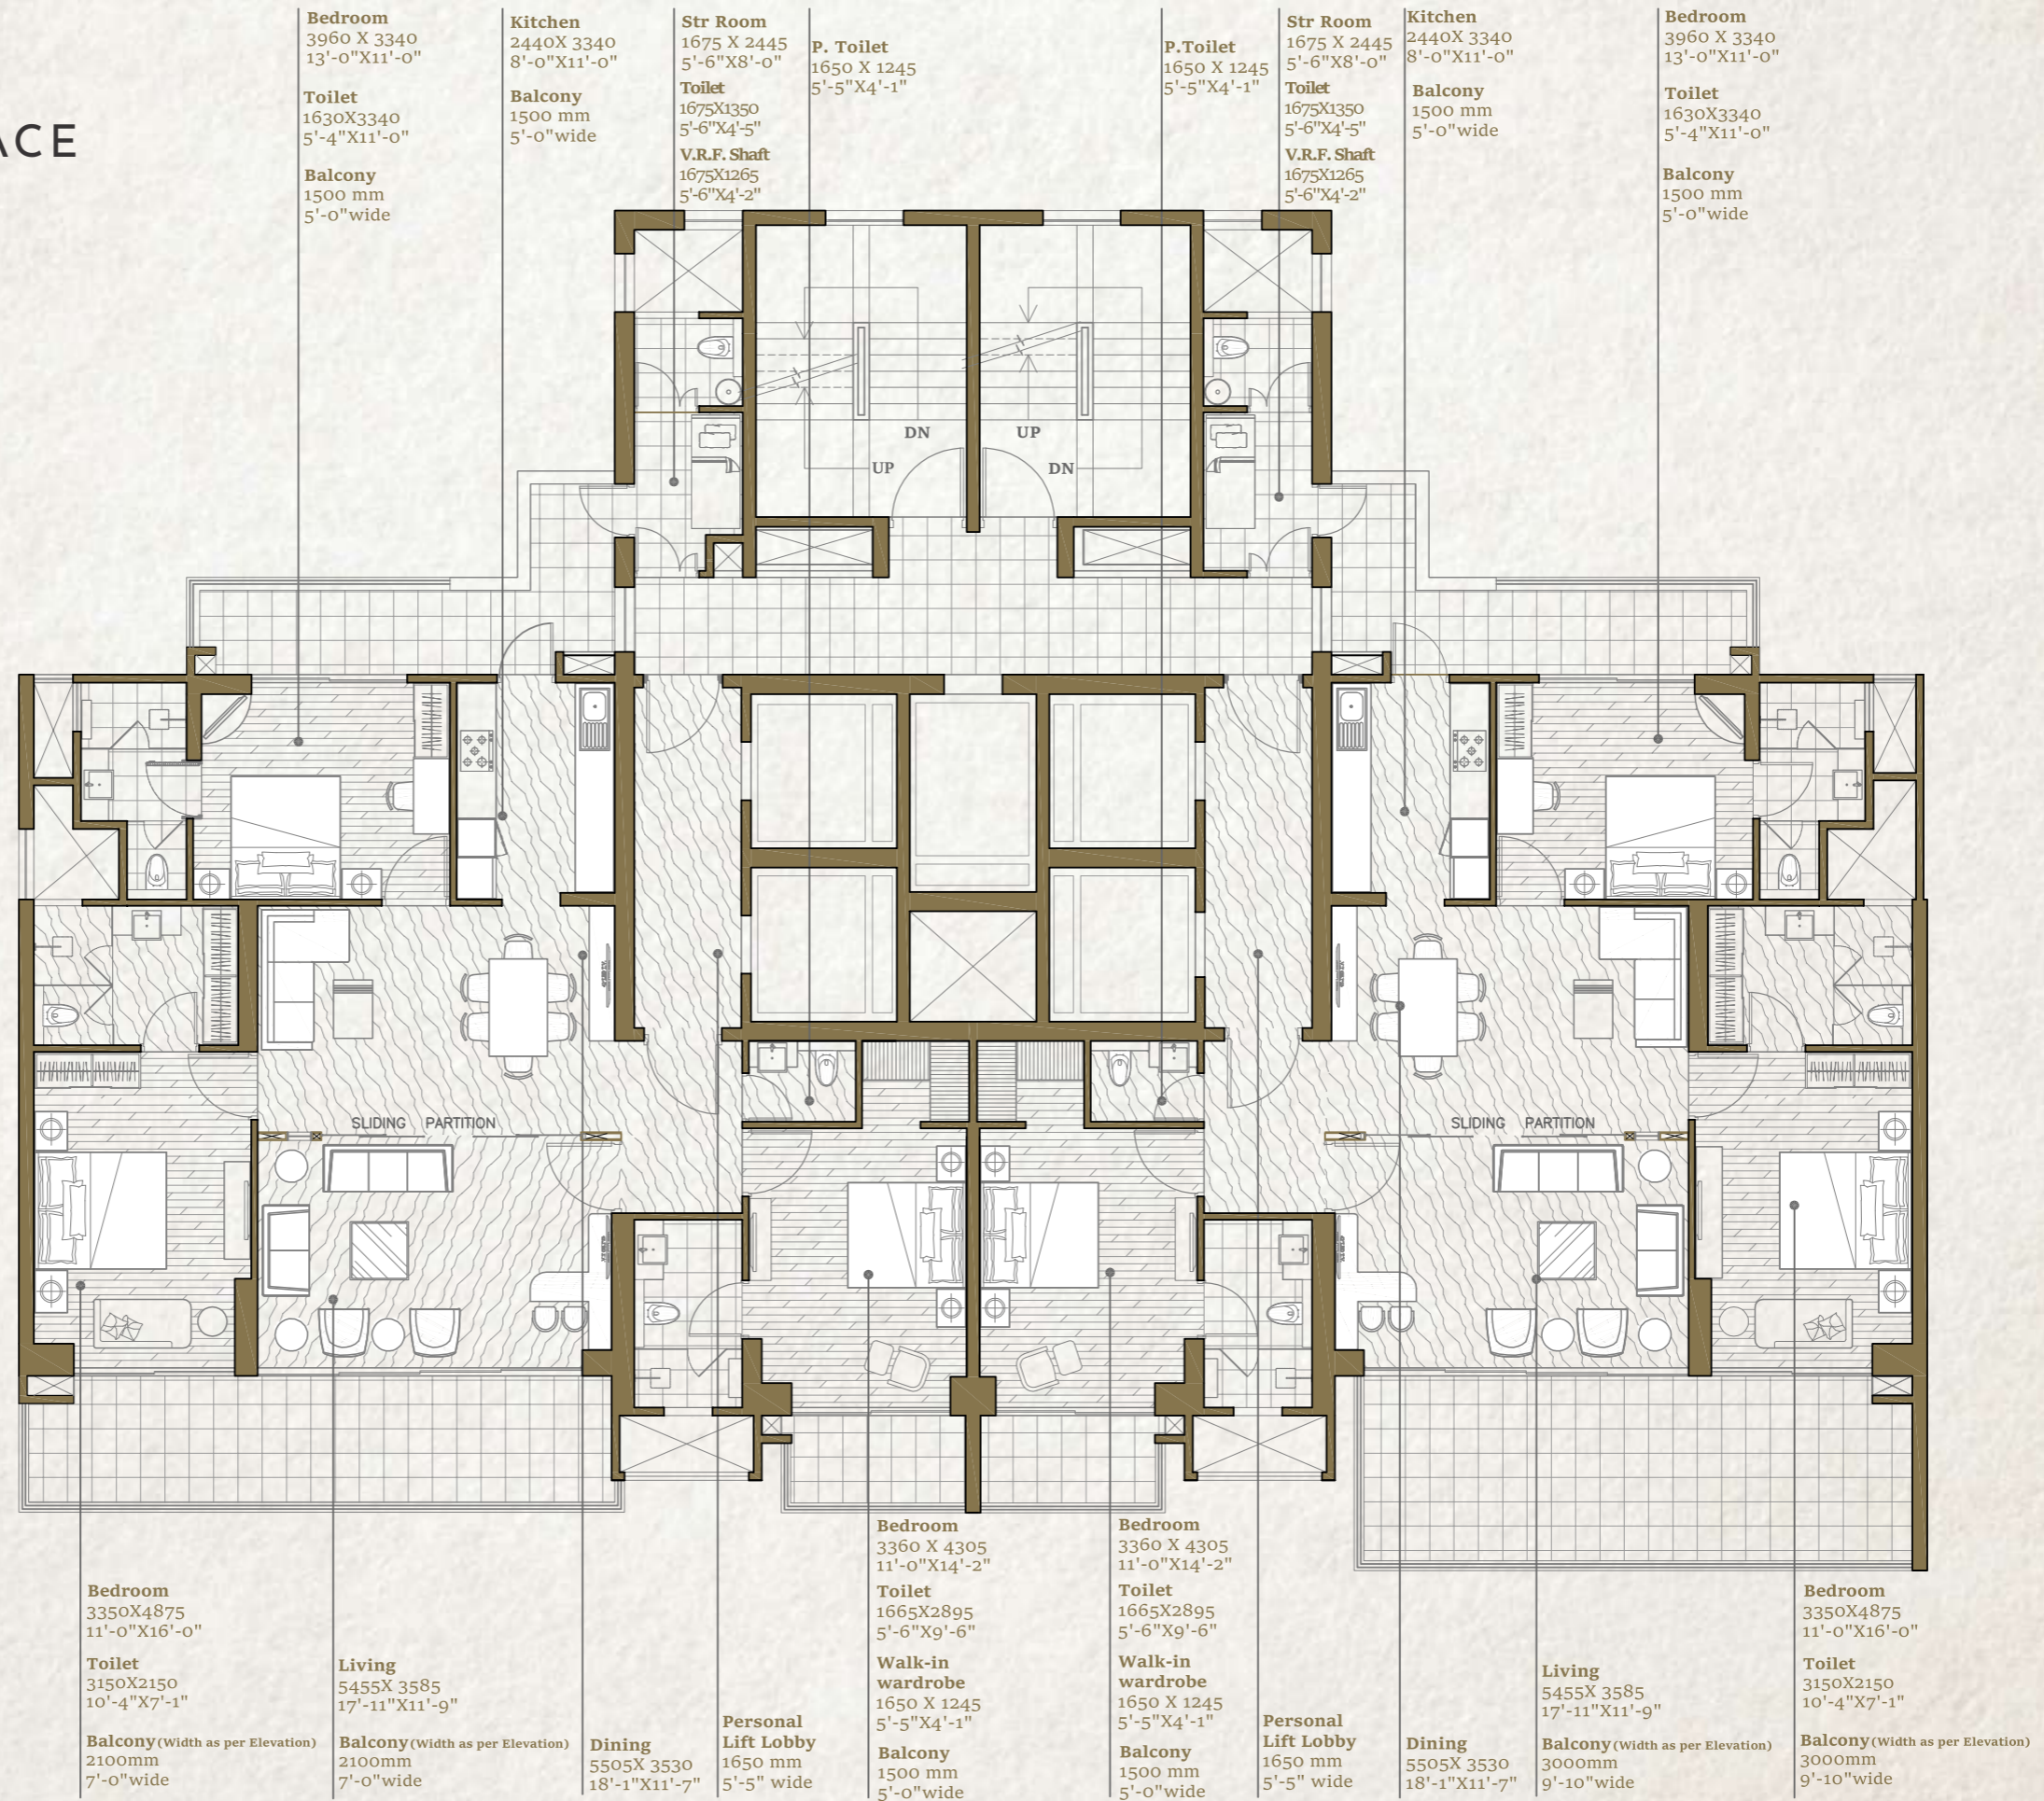 ACE
Bedroom
3960 X 3340
13'-0"X11'-0"
Toilet
1630X3340
5'-4"X11'-0"
Balcony
1500 mm
5'-0"wide
Kitchen
2440X 3340
8'-0"X11'-0"
Balcony
1500 mm
5'-0"wide
Str Room
1675 X 2445
5'-6"X8'-0"
Toilet
1675X1350
5'-6"X4'-5"
V.R.F. Shaft
1675X1265
5'-6"X4'-2"
P. Toilet
1650 X 1245
5'-5"X4'-1"
P.Toilet
1650 X 1245
5'-5"X4'-1"
Str Room
1675 X 2445
5'-6"X8'-0"
Toilet
1675X1350
5'-6"X4'-5"
V.R.F. Shaft
1675X1265
5'-6"X4'-2"
Kitchen
2440X 3340
8'-0"X11'-0"
Balcony
1500 mm
5'-0"wide
Bedroom
3960 X 3340
13'-0"X11'-0"
Toilet
1630X3340
5'-4"X11'-0"
Balcony
1500 mm
5'-0"wide
DN
UP
UP
DN
SLIDING PARTITION
SLIDING PARTITION
Bedroom
3350X4875
11'-0"X16'-0"
Toilet
3150X2150
10'-4"X7'-1"
Balcony(Width as per Elevation)
2100mm
7'-0"wide
Living
5455X 3585
17'-11"X11'-9"
Balcony(Width as per Elevation)
2100mm
7'-0"wide
Dining
5505X 3530
18'-1"X11'-7"
Personal
Lift Lobby
1650 mm
5'-5" wide
Bedroom
3360 X 4305
11'-0"X14'-2"
Toilet
1665X2895
5'-6"X9'-6"
Walk-in
wardrobe
1650 X 1245
5'-5"X4'-1"
Balcony
1500 mm
5'-0"wide
Bedroom
3360 X 4305
11'-0"X14'-2"
Toilet
1665X2895
5'-6"X9'-6"
Walk-in
wardrobe
1650 X 1245
5'-5"X4'-1"
Balcony
1500 mm
5'-0"wide
Personal
Lift Lobby
1650 mm
5'-5" wide
Dining
5505X 3530
18'-1"X11'-7"
Living
5455X 3585
17'-11"X11'-9"
Balcony(Width as per Elevation)
3000mm
9'-10"wide
Bedroom
3350X4875
11'-0"X16'-0"
Toilet
3150X2150
10'-4"X7'-1"
Balcony(Width as per Elevation)
3000mm
9'-10"wide